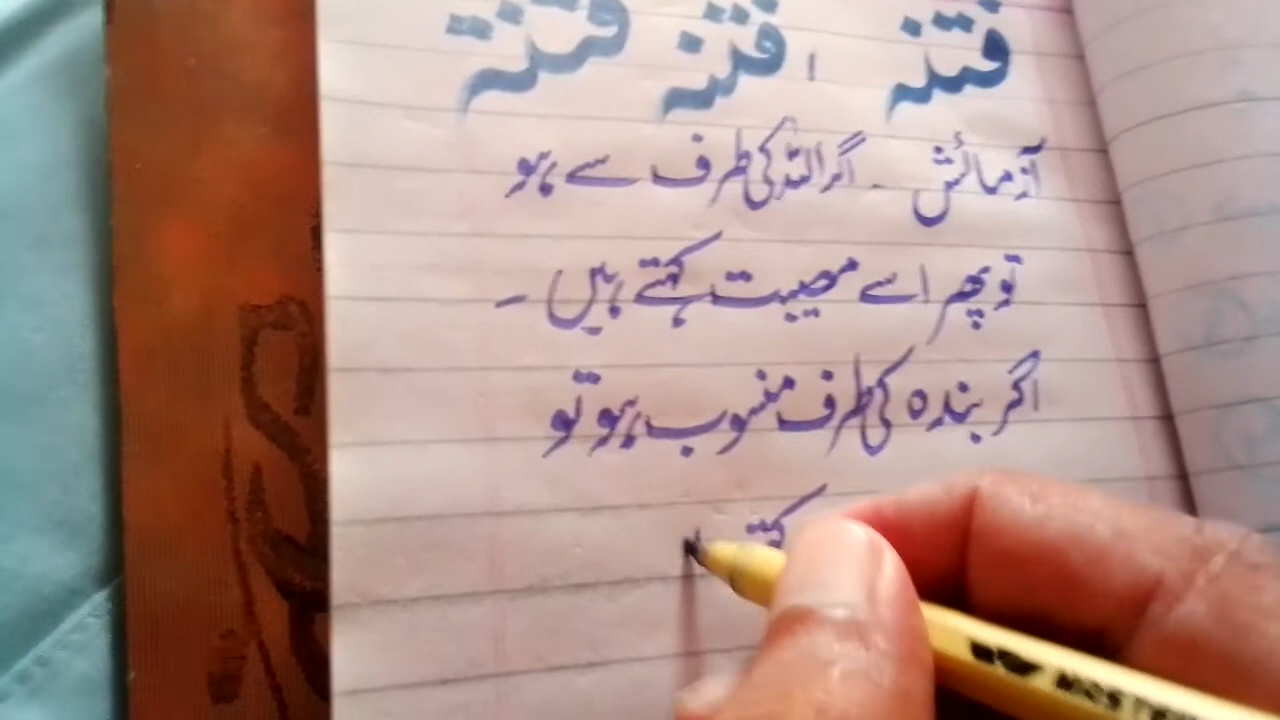 فتنہ ، فتنہ فتنۃ
آزمائش ۔ اگر اللہ کی طرف سے ہو
تو پھر اسے مصیبت کہتے ہیں ۔
اگر بندہ کی طرف منسوب ہو تو